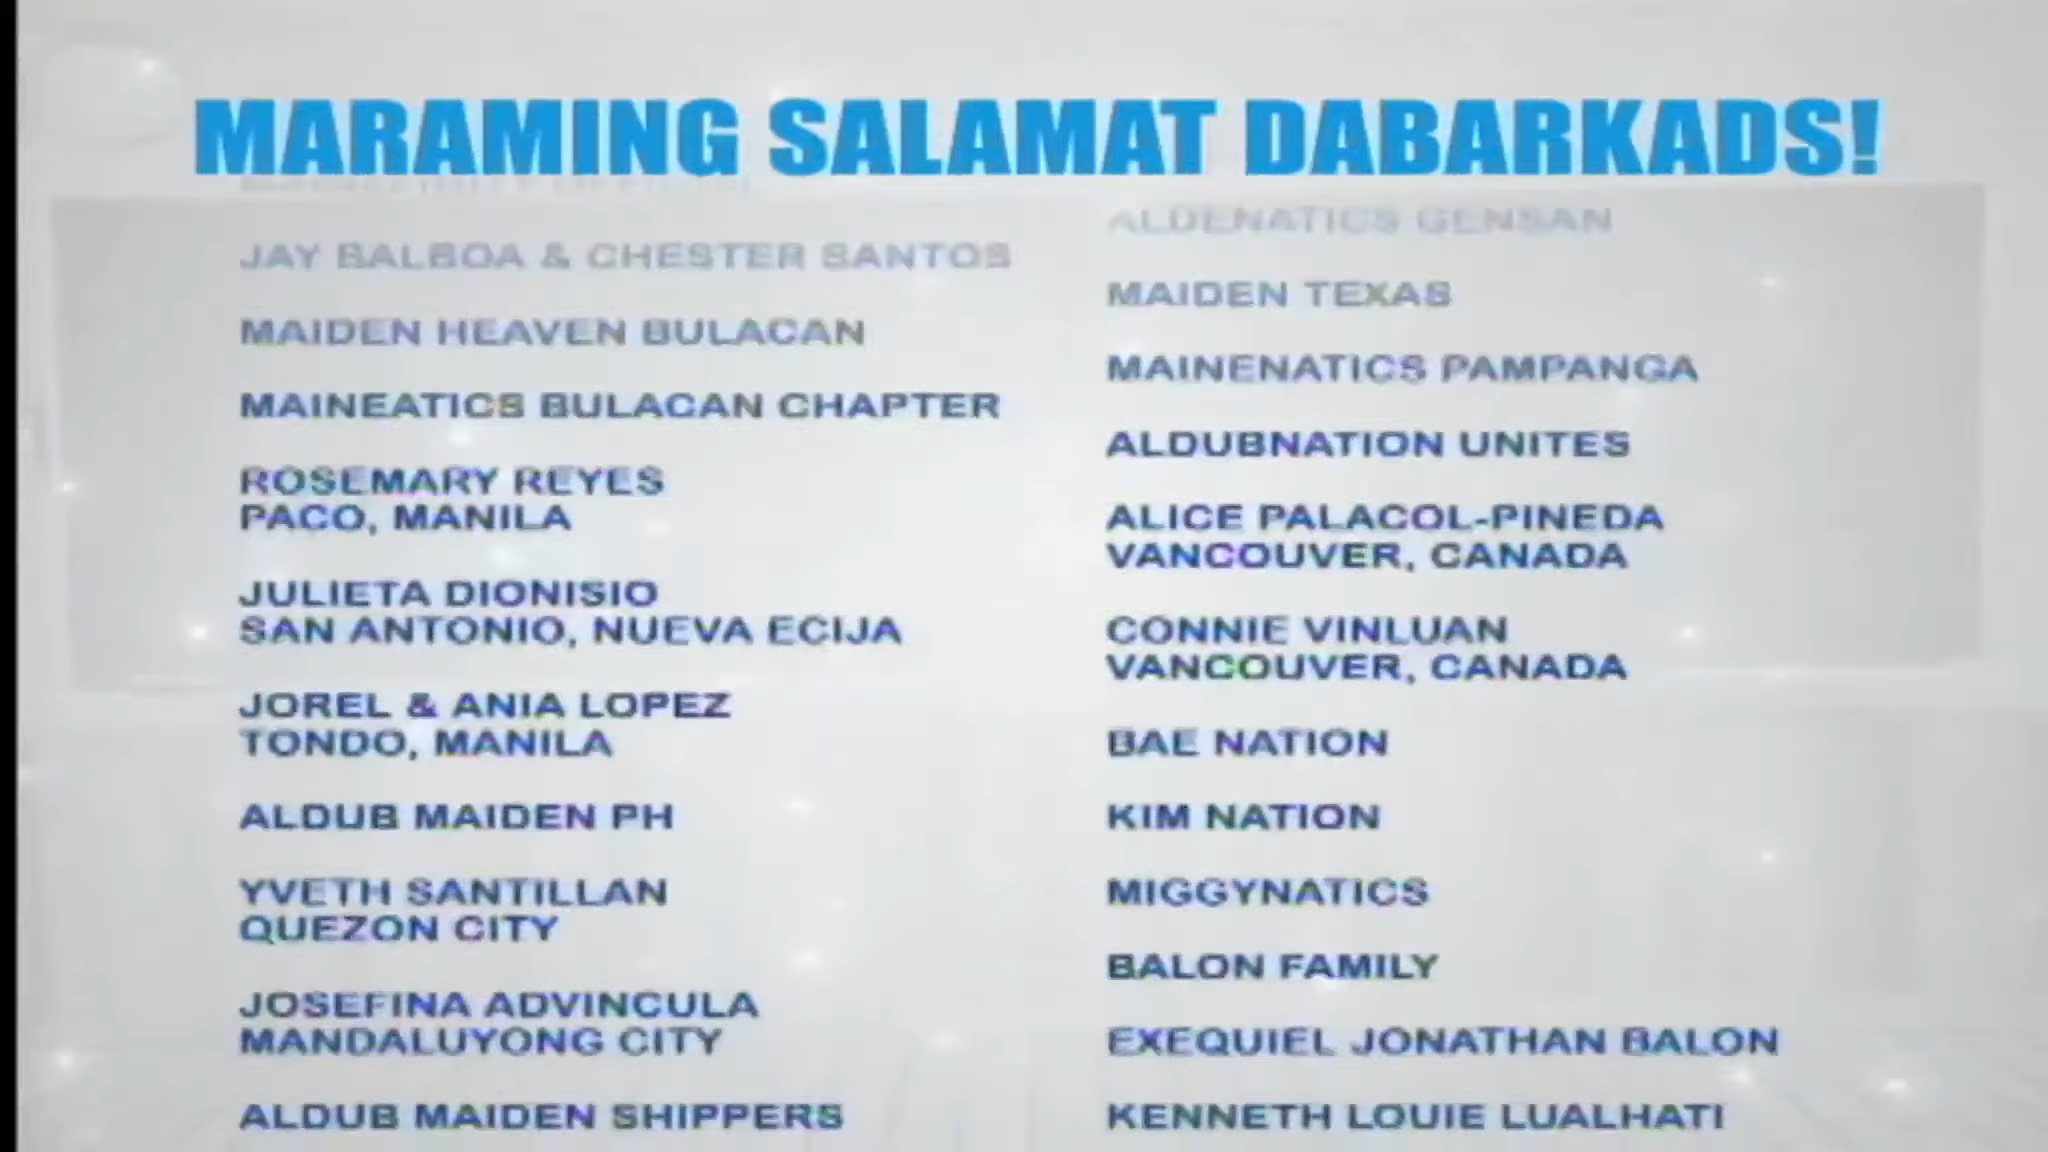 MARAMING SALAMAT DABARKADS!
JAY BALBOA & CHESTER SANTOS
MAIDEN HEAVEN BULACAN
MAINEATICS BULACAN CHAPTER
ROSEMARY REYES
PACO, MANILA
JULIETA DIONISIO
SAN ANTONIO, NUEVA ECIJA
JOREL & ANIA LOPEZ
TONDO, MANILA
ALDUB MAIDEN PH
YVETH SANTILLAN
QUEZON CITY
JOSEFINA ADVINCULA
MANDALUYONG CITY
ALDUB MAIDEN SHIPPERS
ALDENATICS GENSAN
MAIDEN TEXAS
MAINENATICS PAMPANGA
ALDUBNATION UNITES
ALICE PALACOL-PINEDA
VANCOUVER, CANADA
CONNIE VINLUAN
VANCOUVER, CANADA
BAE NATION
KIM NATION
MIGGYNATICS
BALON FAMILY
EXEQUIEL JONATHAN BALON
KENNETH LOUIE LUALHATI